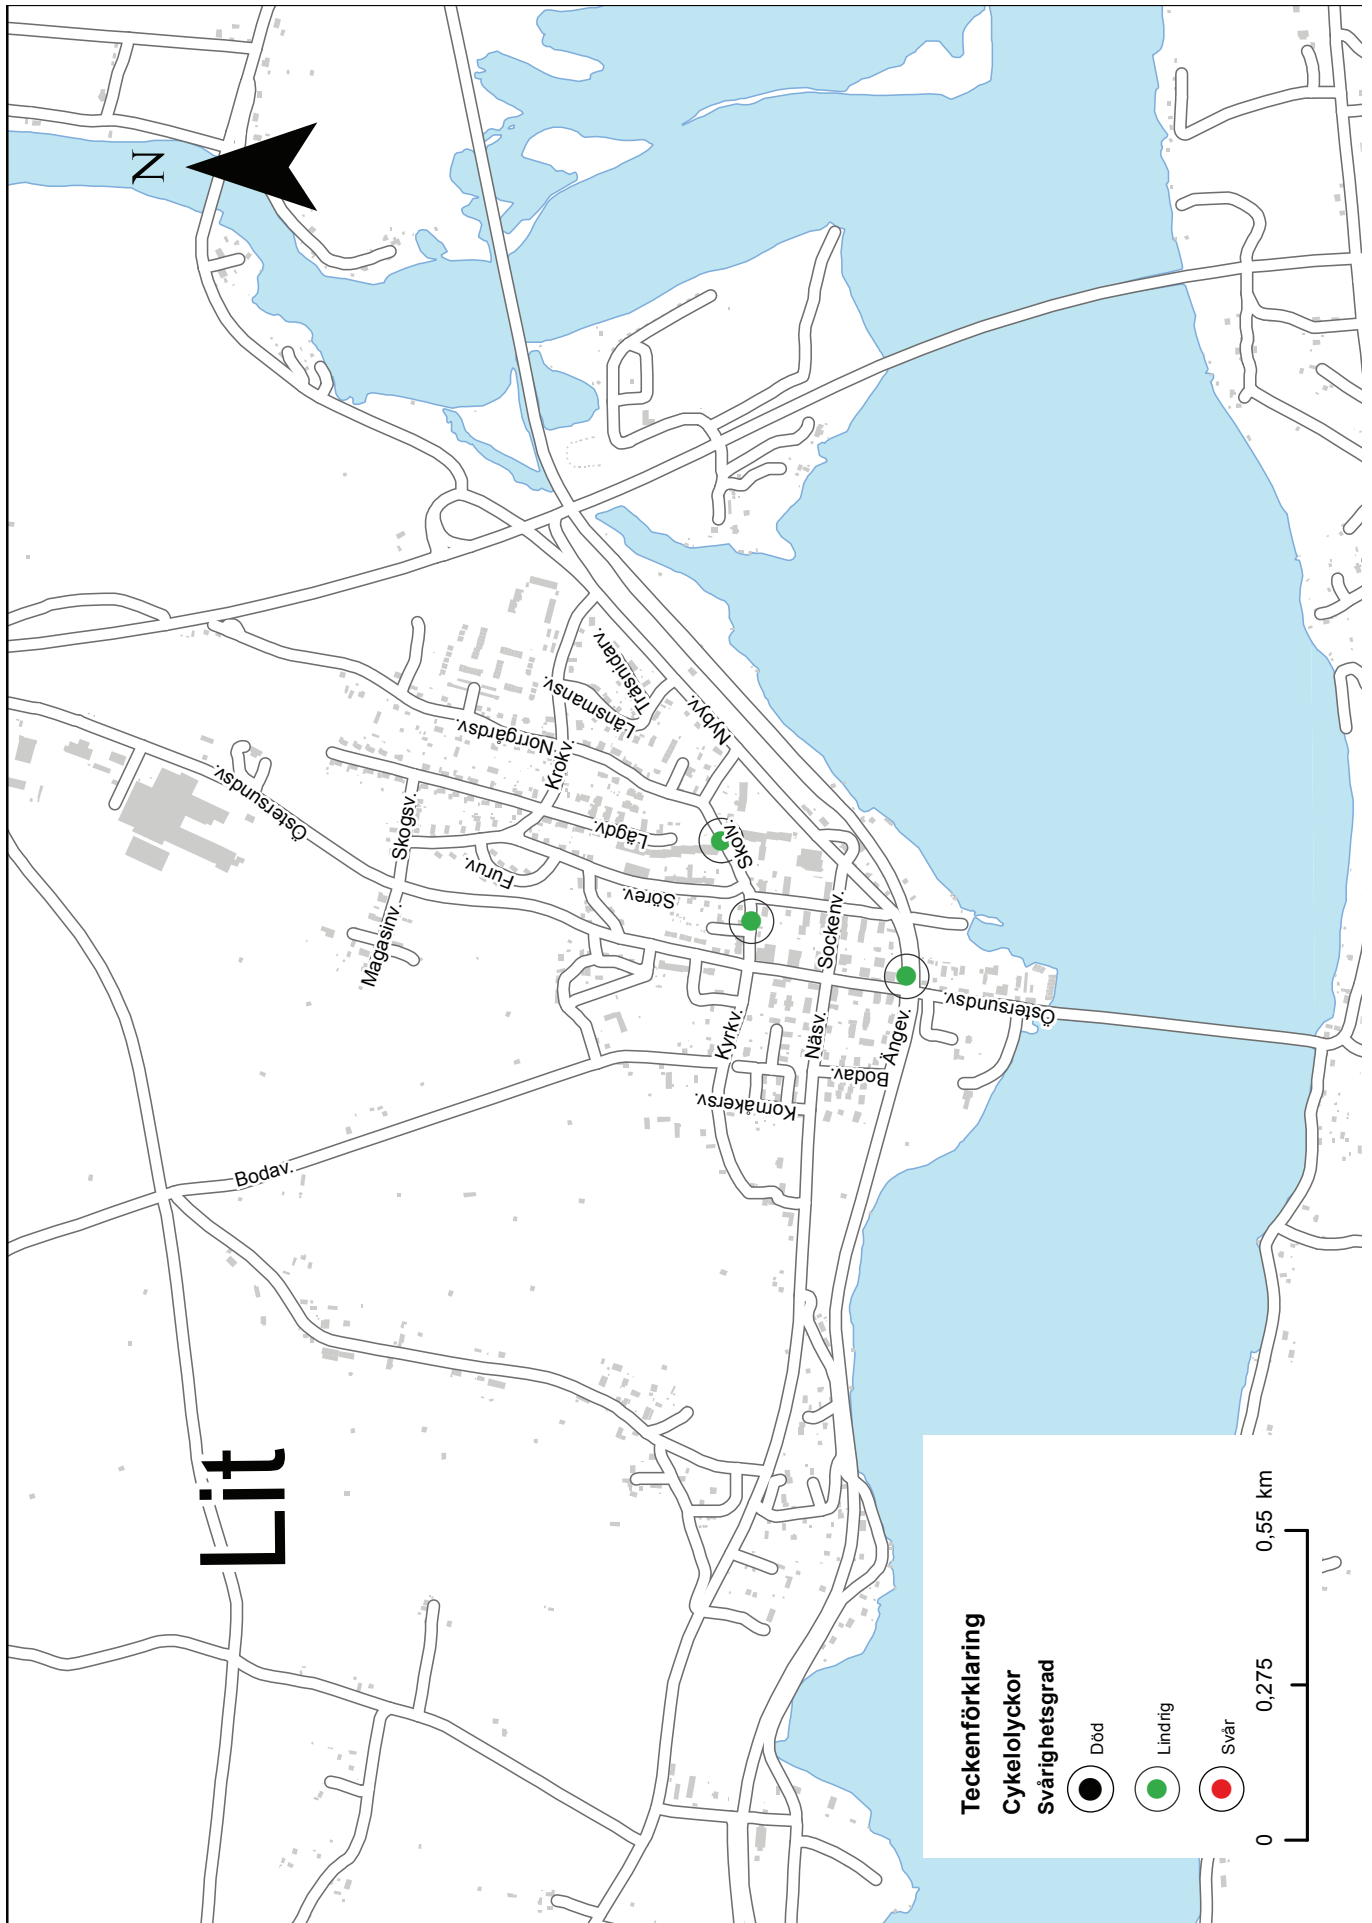 Lit
N
Östersundsv.
Skogsv.
Magasinv.
Furuv.
Norrgårdsv.
Länsmansv.
Träsnidarv.
Krokv.
Lägdv.
Nybyv.
Sörev.
Skolv.
Sockenv.
Kyrkv.
Näsv.
Ängev.
Östersundsv.
Bodav.
Kornåkersv.
Bodav.
Teckenförklaring
Cykelolyckor
Svårighetsgrad
Död
Lindrig
Svår
0 0,275 0,55 km